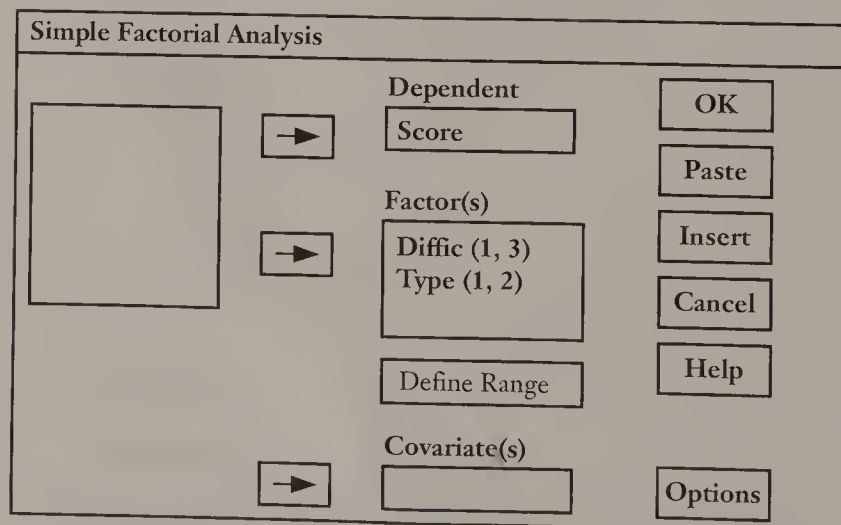 Simple Factorial Analysis
Dependent
Score
Factor(s)
Diffic (1, 3)
Type (1, 2)
Define Range
Covariate(s)
OK
Paste
Insert
Cancel
Help
Options